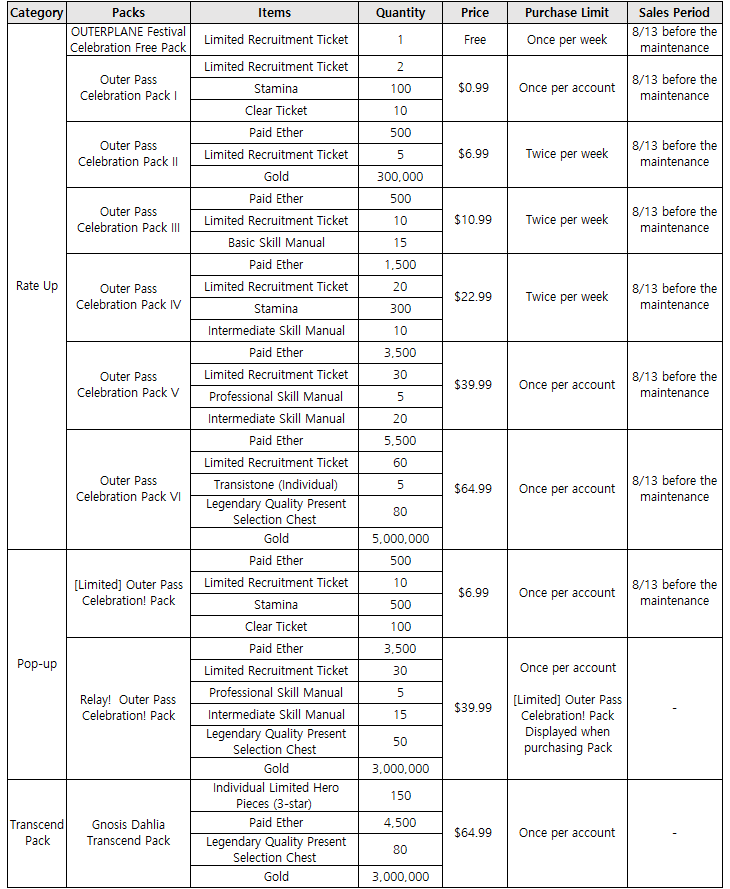 Category Packs Items Quantity Price Purchase Limit Sales Period
Rate Up
OUTERPLANE Festival
Celebration Free Pack
Limited Recruitment Ticket 1
Free
Once per week
8/13 before the
maintenance
Outer Pass
Celebration Pack I
Limited Recruitment Ticket 2
Stamina 100
Clear Ticket 10
$0.99
Once per account
8/13 before the
maintenance
Outer Pass
Celebration Pack II
Paid Ether 500
Limited Recruitment Ticket 5
Gold 300,000
$6.99
Twice per week
8/13 before the
maintenance
Outer Pass
Celebration Pack III
Paid Ether 500
Limited Recruitment Ticket 10
Basic Skill Manual 15
$10.99
Twice per week
8/13 before the
maintenance
Outer Pass
Celebration Pack IV
Paid Ether 1,500
Limited Recruitment Ticket 20
Stamina 300
Intermediate Skill Manual 10
$22.99
Twice per week
8/13 before the
maintenance
Outer Pass
Celebration Pack V
Paid Ether 3,500
Limited Recruitment Ticket 30
Professional Skill Manual 5
Intermediate Skill Manual 20
$39.99
Once per account
8/13 before the
maintenance
Outer Pass
Celebration Pack VI
Paid Ether 5,500
Limited Recruitment Ticket 60
Transistone (Individual) 5
Legendary Quality Present
Selection Chest 80
Gold 5,000,000
$64.99
Once per account
8/13 before the
maintenance
Pop-up
[Limited] Outer Pass
Celebration! Pack
Paid Ether 500
Limited Recruitment Ticket 10
Stamina 500
Clear Ticket 100
$6.99
Once per account
8/13 before the
maintenance
Relay! Outer Pass
Celebration! Pack
Paid Ether 3,500
Limited Recruitment Ticket 30
Professional Skill Manual 5
Intermediate Skill Manual 15
Legendary Quality Present
Selection Chest 50
Gold 3,000,000
$39.99
Once per account
[Limited] Outer Pass
Celebration! Pack
Displayed when
purchasing Pack
-
Transcend
Pack
Gnosis Dahlia
Transcend Pack
Individual Limited Hero
Pieces (3-star) 150
Paid Ether 4,500
Legendary Quality Present
Selection Chest 80
Gold 3,000,000
$64.99
Once per account
-